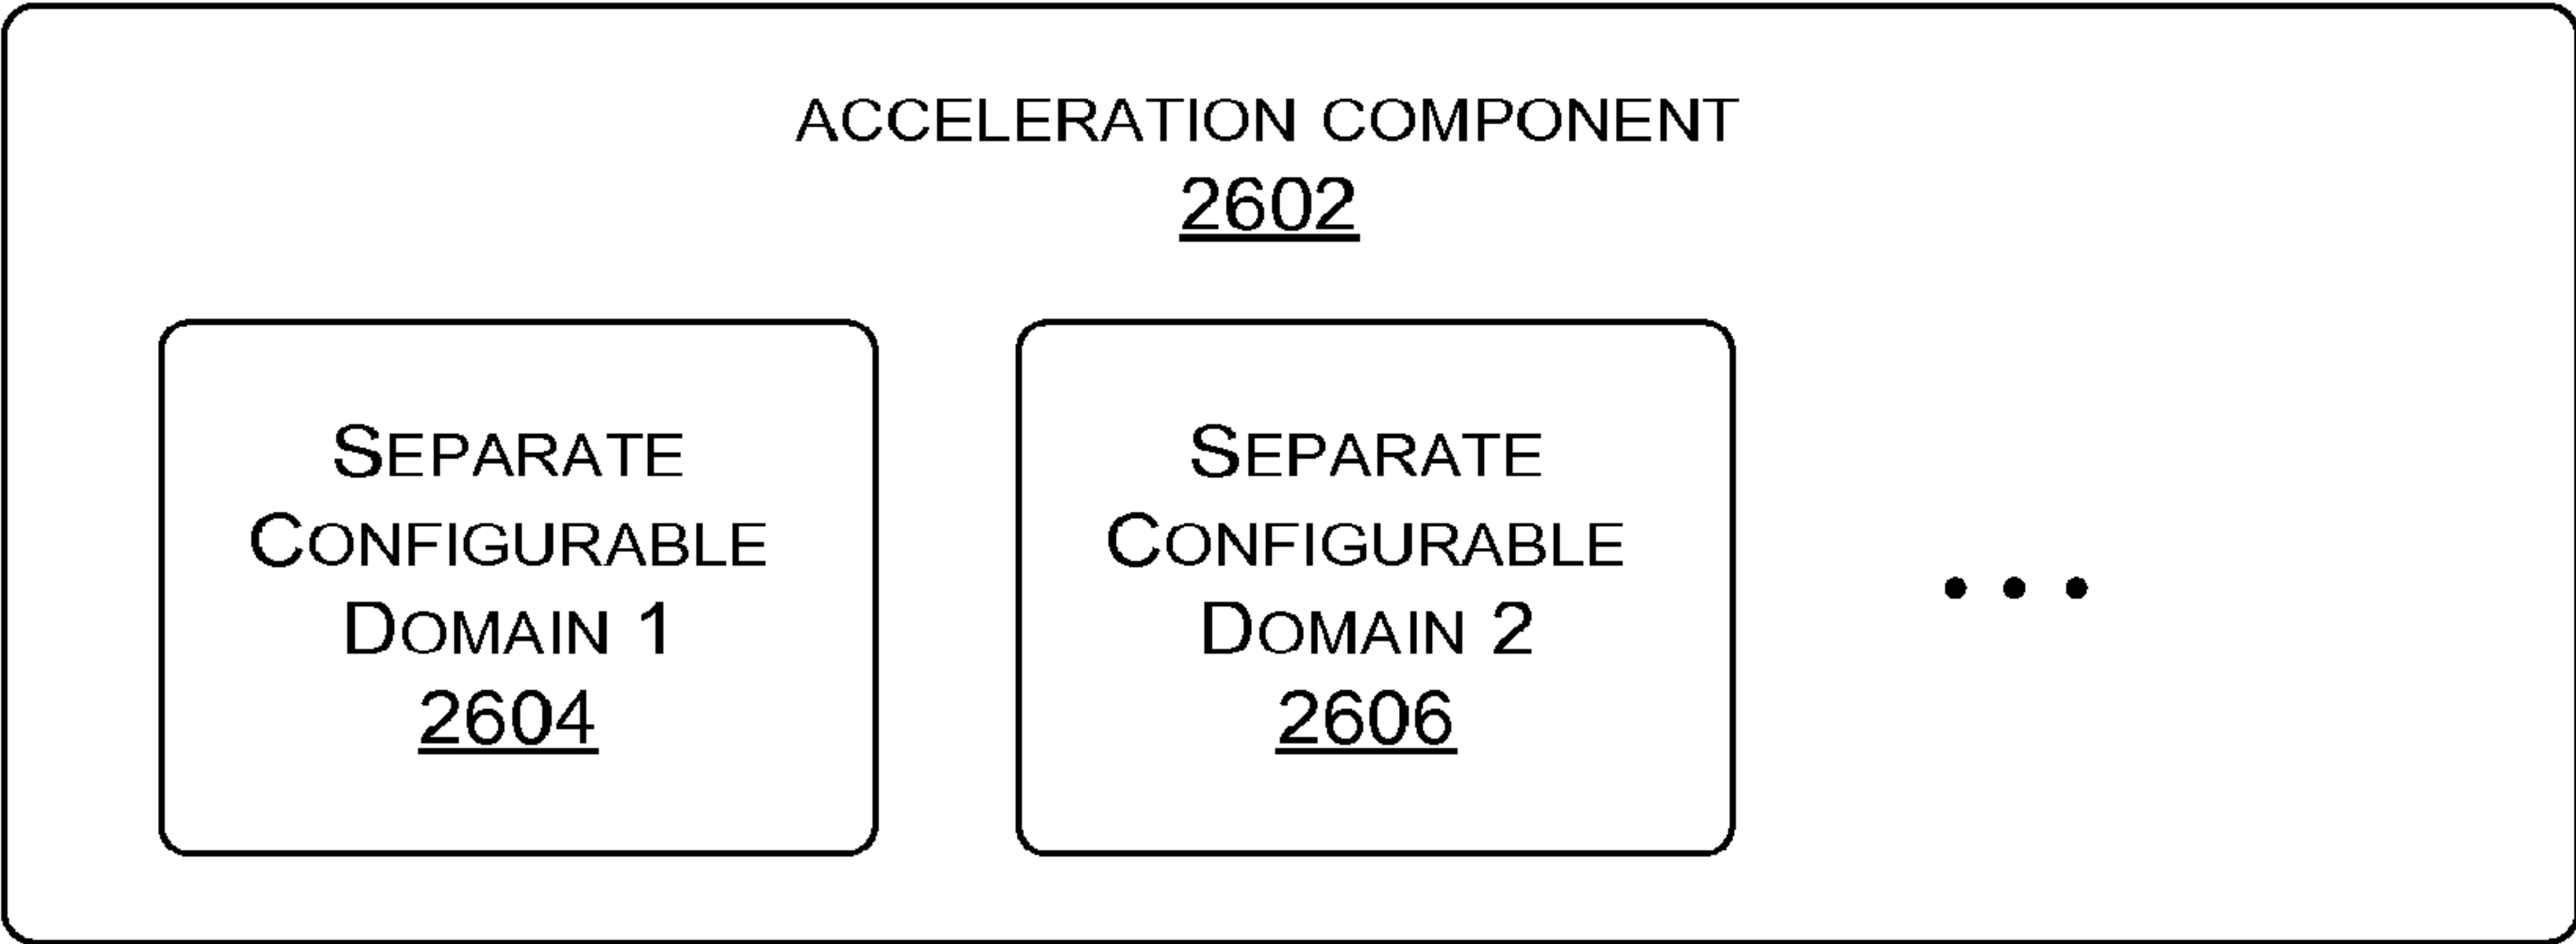 ACCELERATION COMPONENT
2602
SEPARATE
CONFIGURABLE
DOMAIN 1
2604
SEPARATE
CONFIGURABLE
DOMAIN 2
2606
• • •